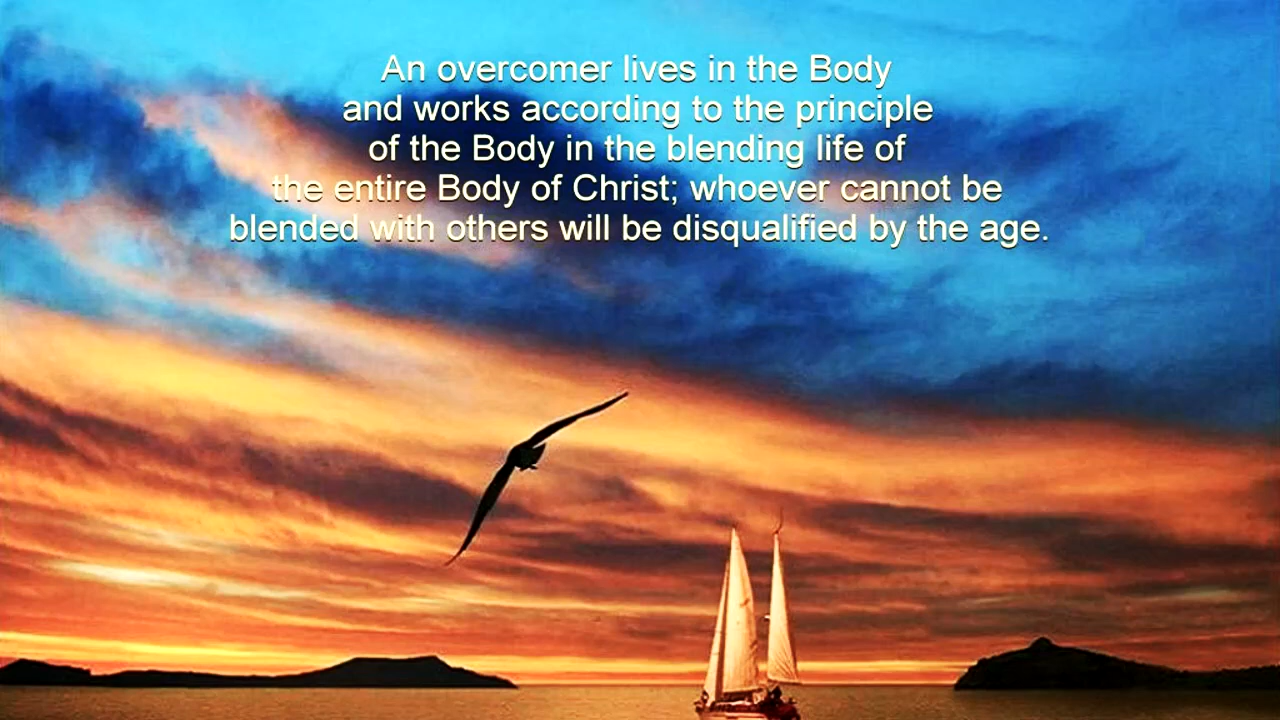 An overcomer lives in the Body
and works according to the principle
of the Body in the blending life of
the entire Body of Christ; whoever cannot be
blended with others will be disqualified by the age.